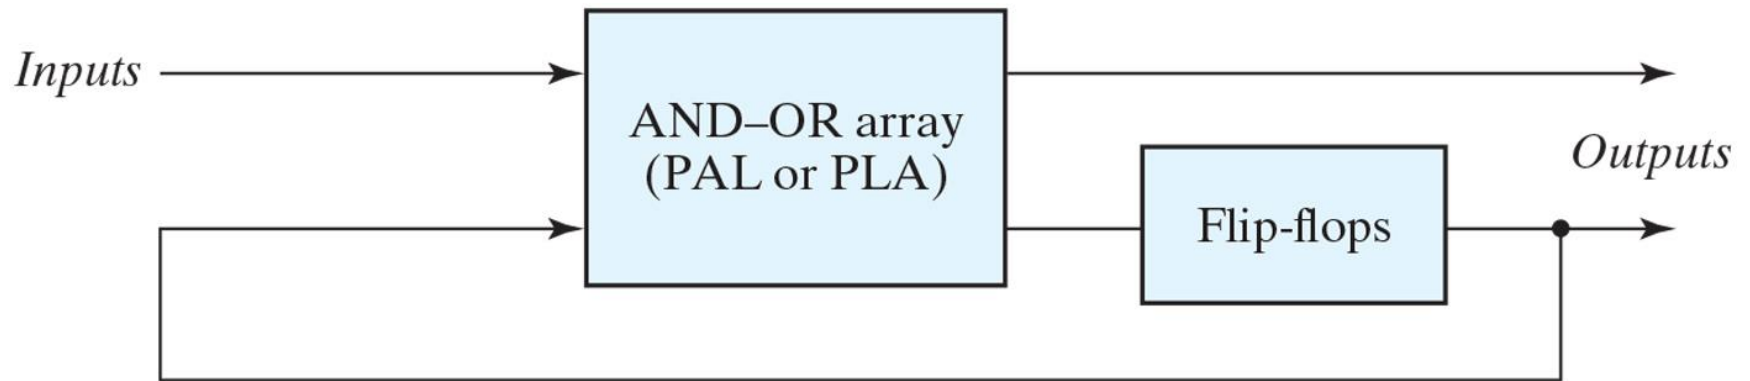 Inputs
AND–OR array
(PAL or PLA)
Flip-flops
Outputs